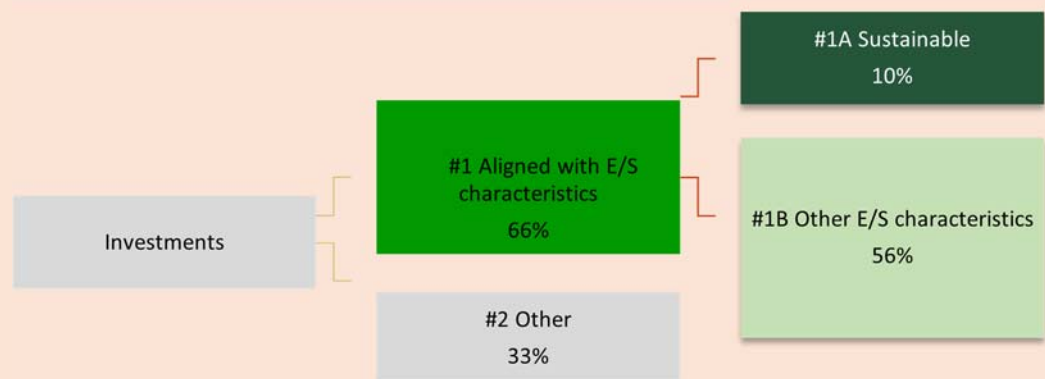 #1A Sustainable
10%
#1 Aligned with E/S
characteristics
66%
#1B Other E/S characteristics
56%
Investments
#2 Other
33%